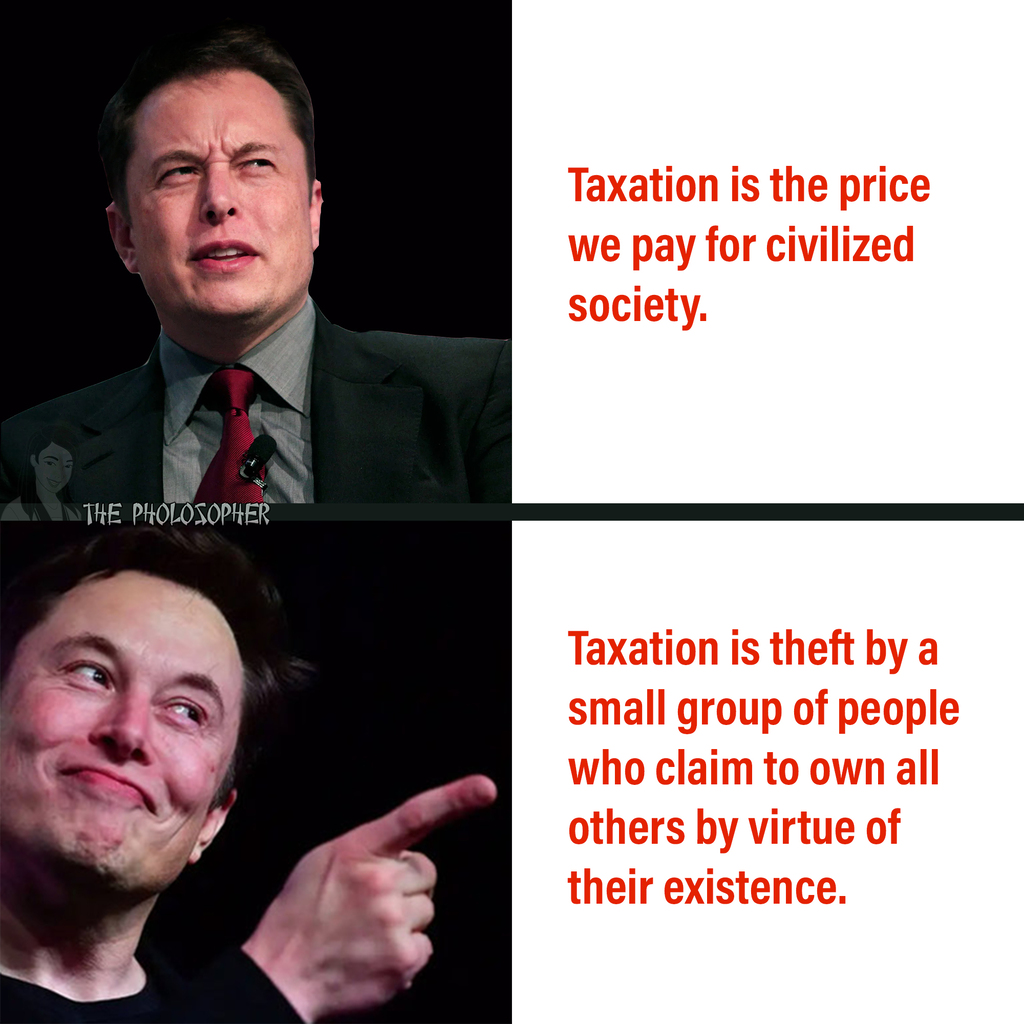 Taxation is the price
we pay for civilized
society.
THE PHOLOSOPHER
Taxation is theft by a
small group of people
who claim to own all
others by virtue of
their existence.